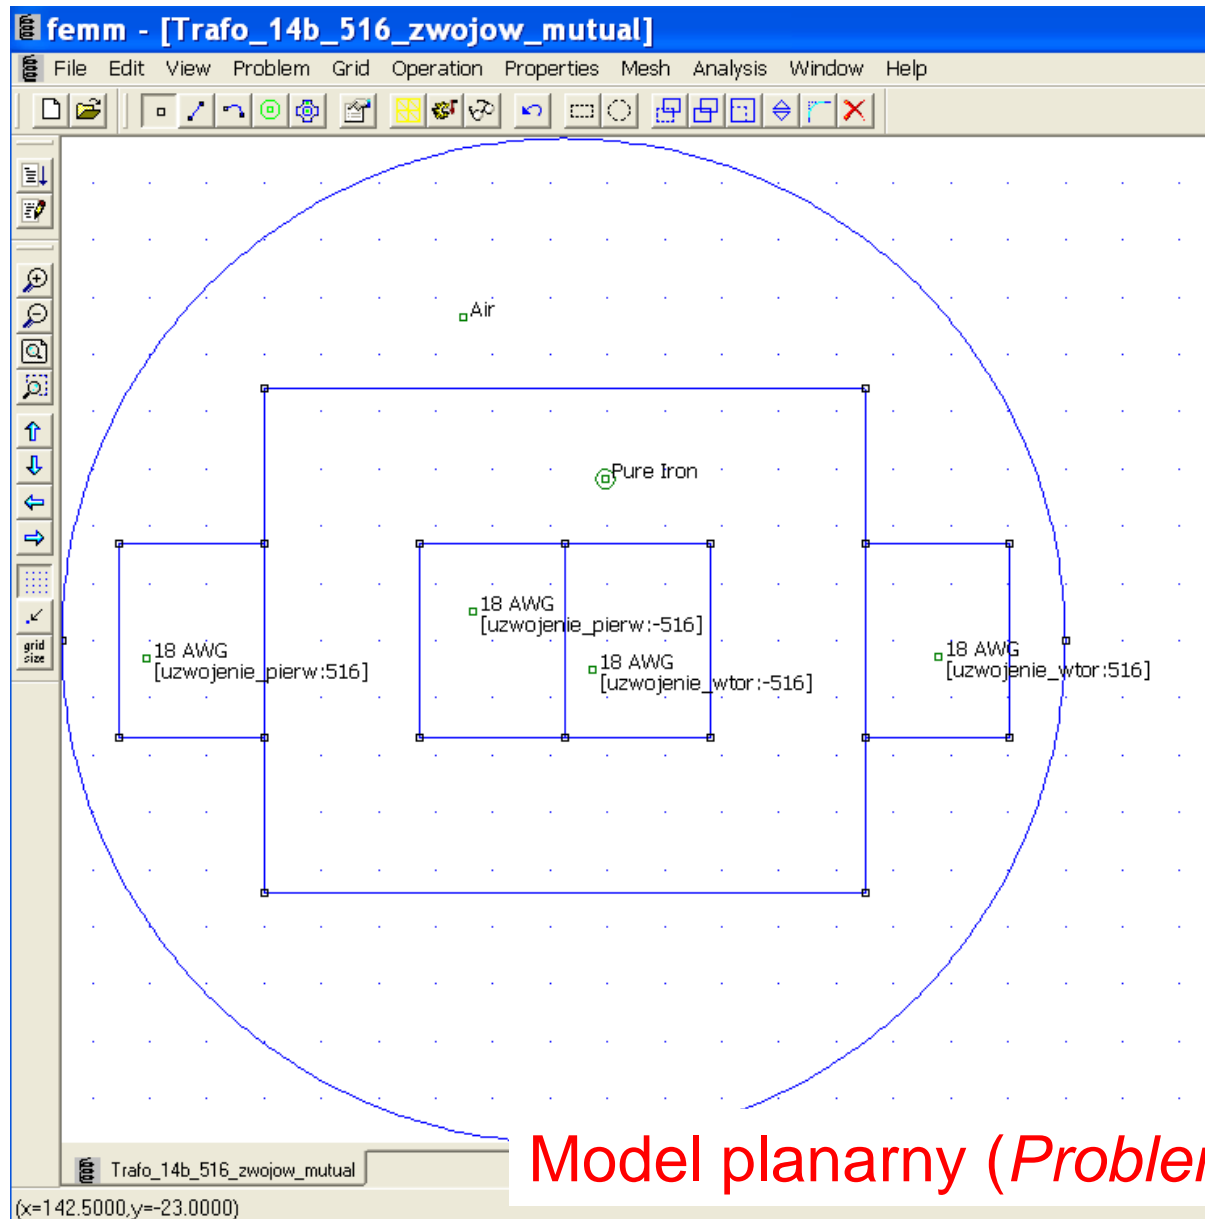 femm - [Trafo_14b_516_zwojow_mutual]
File Edit View Problem Grid Operation Properties Mesh Analysis Window Help
grid
size
Air
Pure Iron
18 AWG
[uzwojenie_pierw:-516]
18 AWG
[uzwojenie_pierw:516]
18 AWG
[uzwojenie_wtor:-516]
18 AWG
[uzwojenie_wtor:516]
Model planarny (Problem
Trafo_14b_516_zwojow_mutual
(x=142.5000,y=-23.0000)